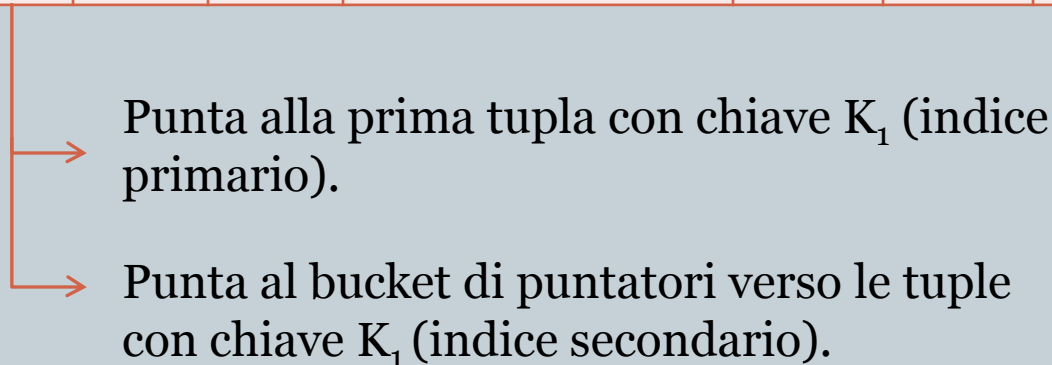 Punta alla prima tupla con chiave K₁ (indice
primario).
Punta al bucket di puntatori verso le tuple
con chiave K₁ (indice secondario).